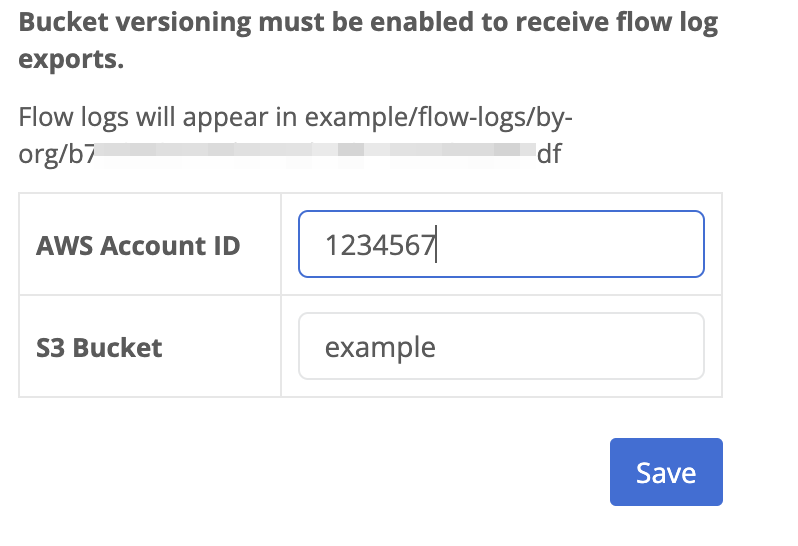 Bucket versioning must be enabled to receive flow log
exports.
Flow logs will appear in example/flow-logs/by-
org/b7 df
AWS Account ID
1234567
S3 Bucket
example
Save